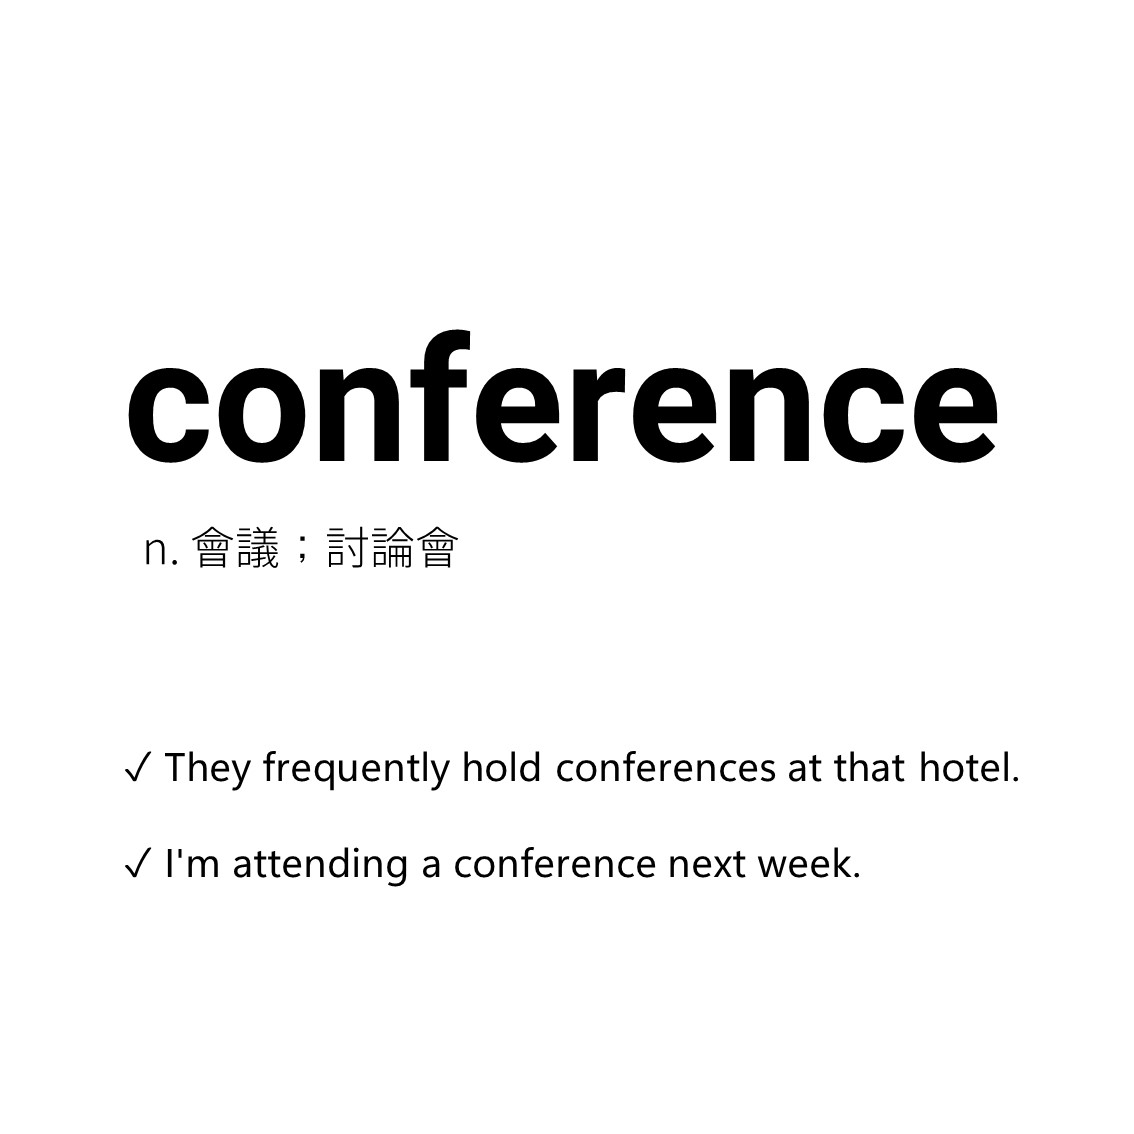 conference
n. 會議；討論會
✓ They frequently hold conferences at that hotel.
✓ I'm attending a conference next week.